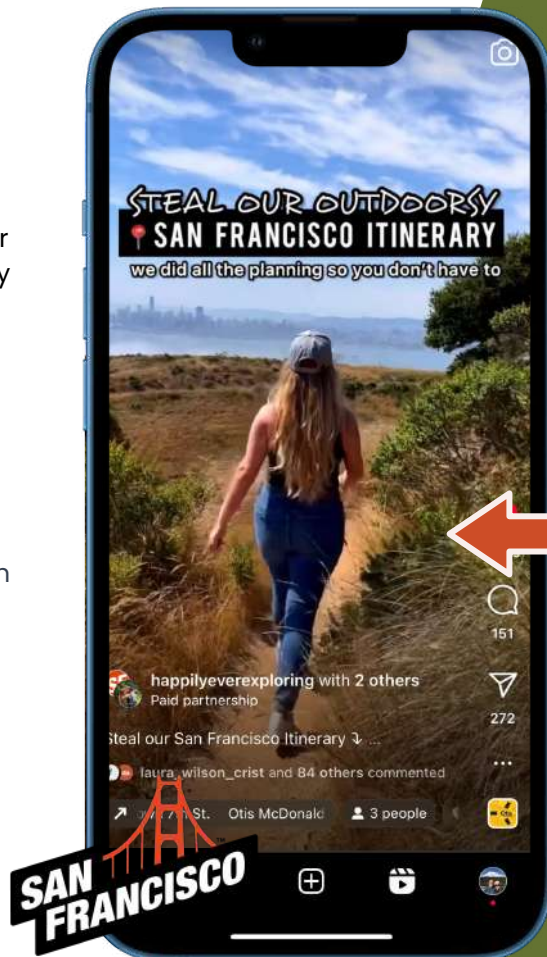 STEAL OUR OUTDOORSY
SAN FRANCISCO ITINERARY
we did all the planning so you don't have to
151
happilyeverexploring with 2 others
Paid partnership
272
Steal our San Francisco Itinerary ⤵ ...
laura_wilson_crist and 84 others commented
St. Otis McDonald
3 people
SAN
FRANCISCO